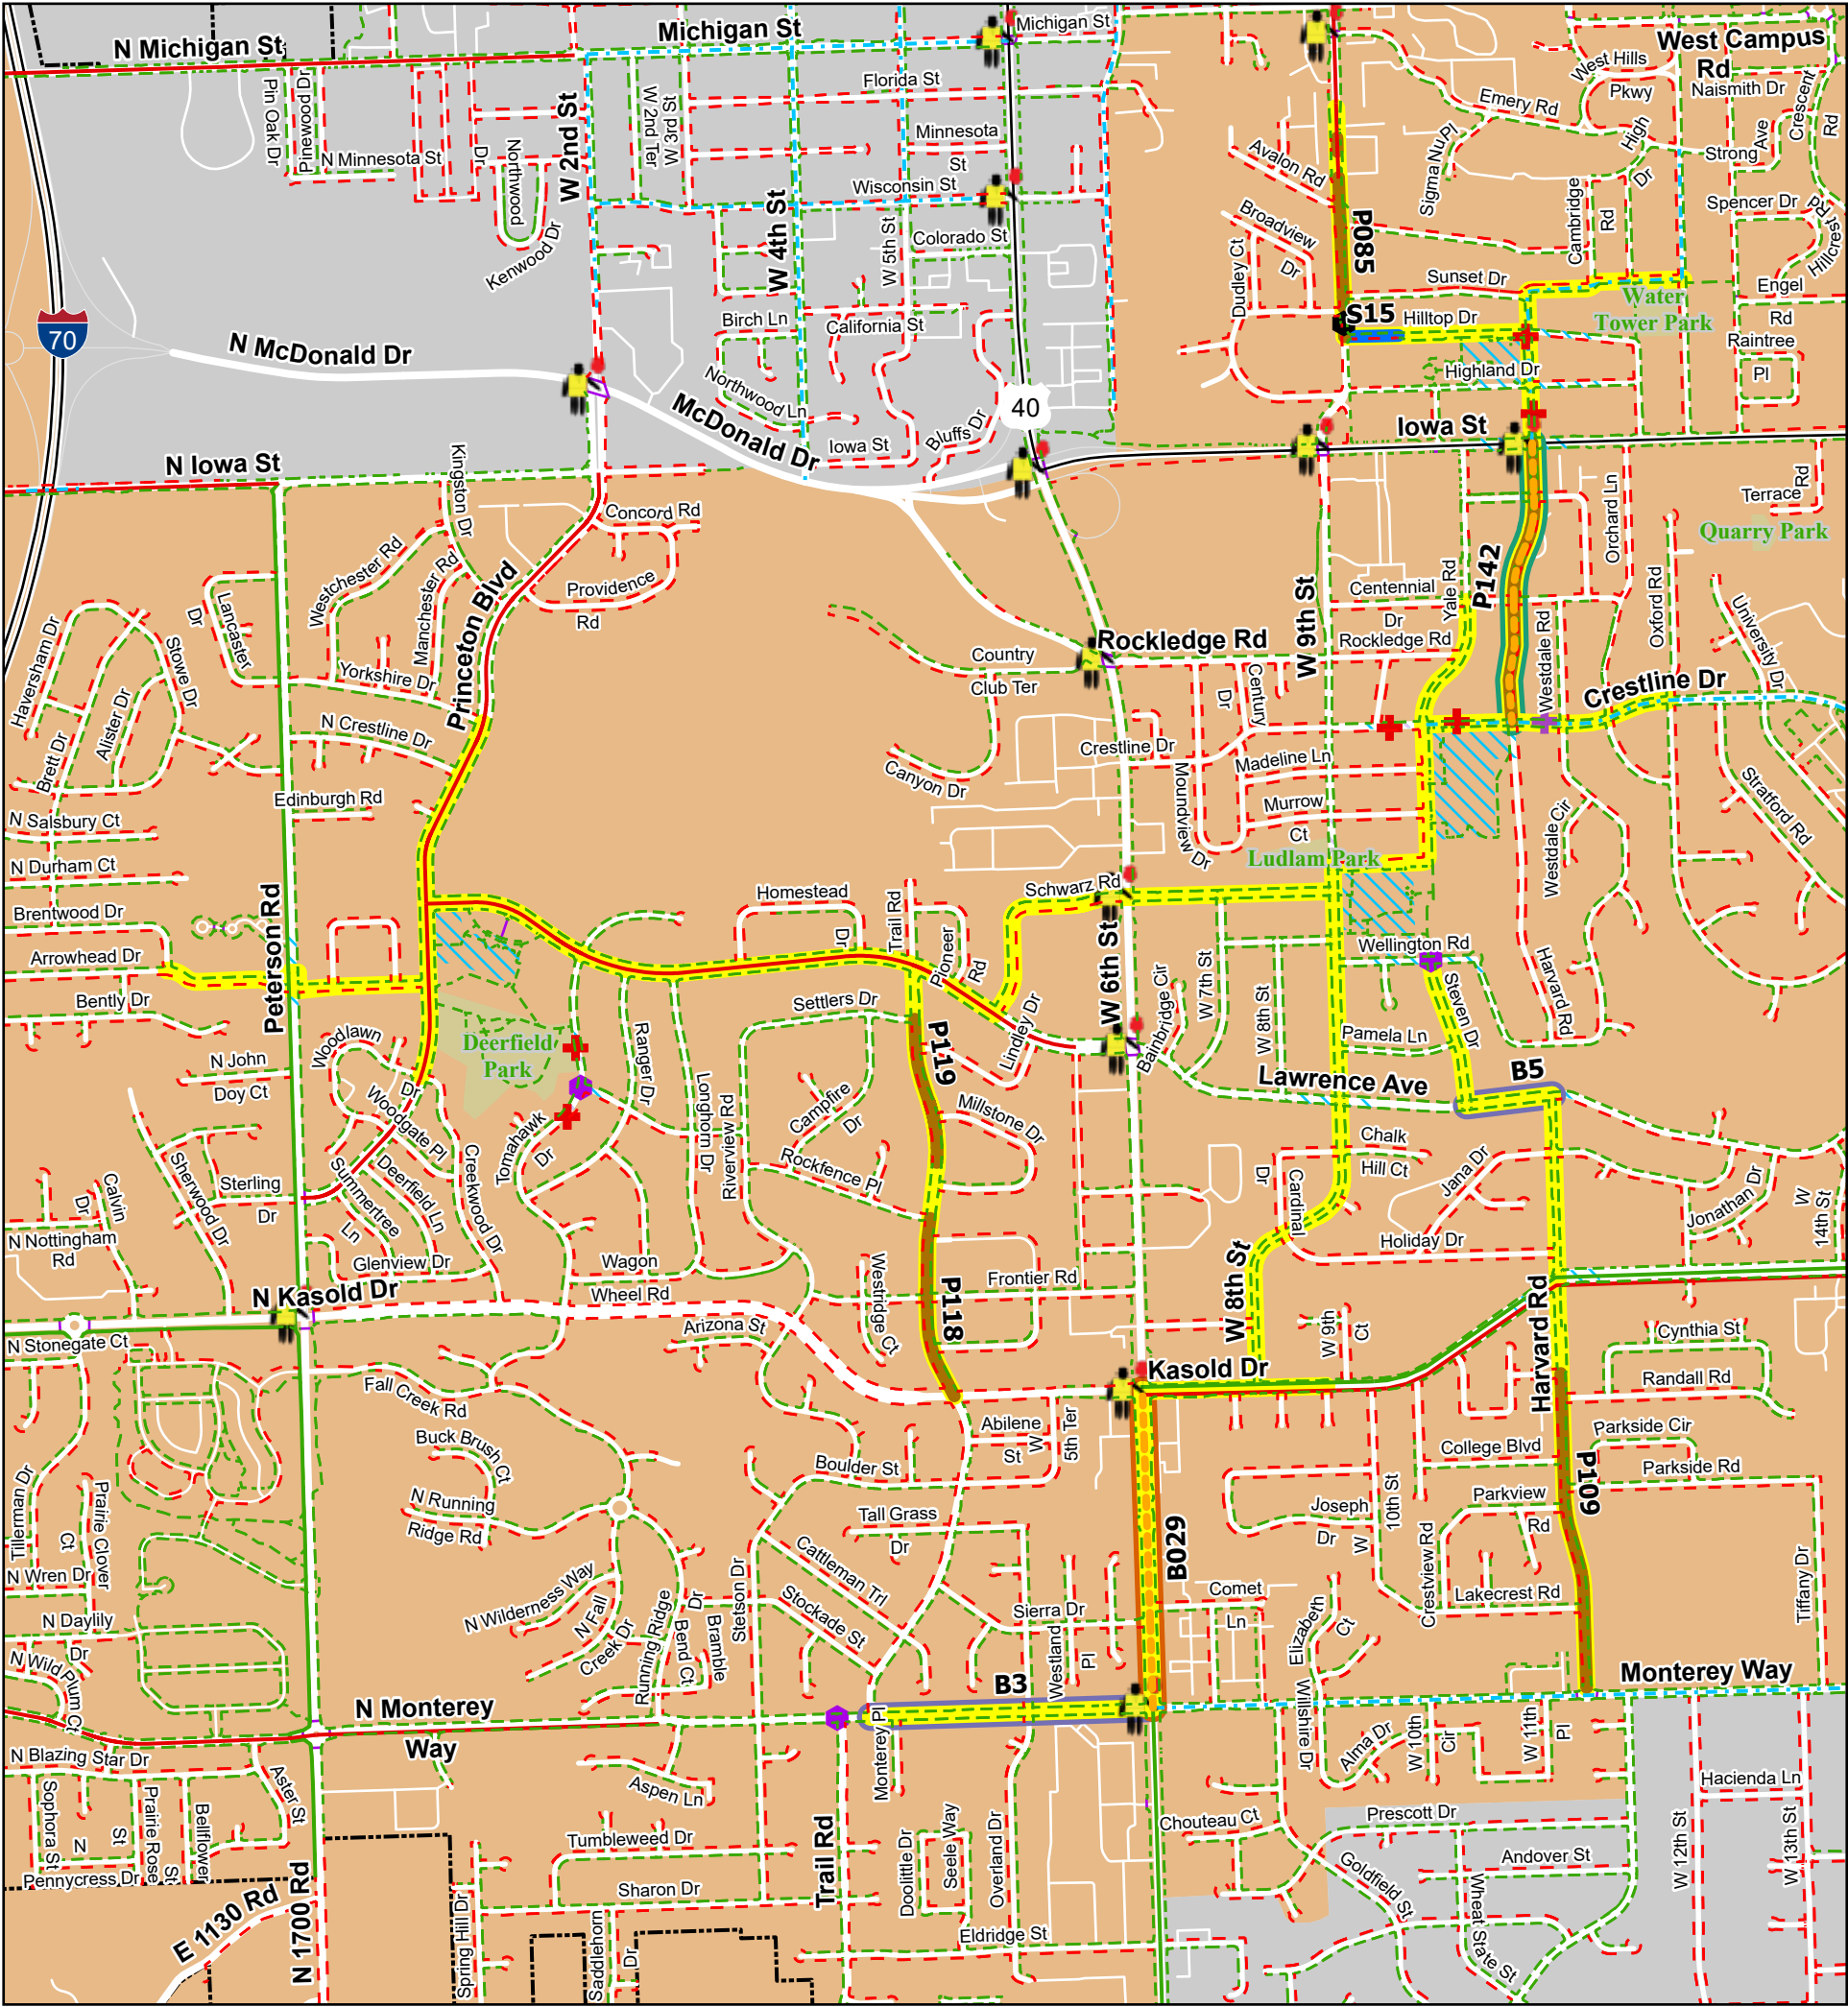 N Michigan St
Michigan St
Michigan St
West Campus
Rd
Florida St
West Hills
Pkwy
Naismith Dr
Crescent
Rd
Pin Oak Dr
Pinewood Dr
W 2nd St
W 2nd Ter
W 3rd St
Emery Rd
High
Dr
Strong
Ave
Minnesota
St
N Minnesota St
Northwood
Dr
Avalon Rd
Sigma Nu Pl
Wisconsin St
W 4th St
W 5th St
Colorado St
Kenwood Dr
Broadview
Dr
Dudley Ct
P085
Cambridge
Rd
Spencer Dr
Hillcrest Rd
Sunset Dr
Engel
Rd
Water
Tower Park
S15
Hilltop Dr
70
N McDonald Dr
Birch Ln
California St
Raintree
Pl
Highland Dr
Northwood Ln
McDonald Dr
40
Iowa St
Bluffs Dr
Iowa St
N Iowa St
Kingston Dr
Concord Rd
Terrace
Rd
Quarry Park
Orchard Ln
Westchester Rd
Manchester Rd
Princeton Blvd
Providence
Rd
W 9th St
Centennial
Dr
Yale Rd
P142
Rockledge Rd
Rockledge Rd
Westdale Rd
Oxford Rd
University Dr
Lancaster
Dr
Haversham Dr
Stowe Dr
Yorkshire Dr
Country
Club Ter
Century
Dr
Crestline Dr
Alister Dr
Brett Dr
N Crestline Dr
Canyon Dr
Crestline Dr
Moundview Dr
Madeline Ln
Murrow
Ct
Stratford Rd
Edinburgh Rd
N Salsbury Ct
N Durham Ct
Westdale Cir
Ludlam Park
Brentwood Dr
Peterson Rd
Homestead
Dr
Trail Rd
Schwarz Rd
Arrowhead Dr
Pioneer
Rd
W 6th St
Wellington Rd
Harvard Rd
Steven Dr
Bently Dr
Settlers Dr
Lindley Dr
Bainbridge Cir
W 7th St
W 8th St
Pamela Ln
Woodlawn
Dr
Deerfield
Park
Ranger Dr
P119
N John
Doy Ct
Longhorn Dr
Riverview Rd
Lawrence Ave
B5
Woodgate Pl
Campfire
Dr
Millstone Dr
Tomahawk
Dr
Chalk
Hill Ct
Sherwood Dr
Sterling
Dr
Summertree
Ln
Deerfield Ln
Creekwood Dr
Rockfence Pl
Cardinal
Dr
Jana Dr
Jonathan Dr
W
14th St
Calvin
Dr
N Nottingham
Rd
Glenview Dr
Wagon
Wheel Rd
Westridge Ct
P118
Frontier Rd
W 8th St
Holiday Dr
Harvard Rd
N Kasold Dr
N Stonegate Ct
Arizona St
W 9th
Ct
Cynthia St
Kasold Dr
Fall Creek Rd
Randall Rd
Abilene
St
W
5th Ter
Parkside Cir
Buck Brush
Ct
Boulder St
College Blvd
P109
Parkside Rd
Tillerman Dr
Prairie Clover
Ct
N Running
Ridge Rd
Tall Grass
Dr
B029
Joseph
Dr
W
10th St
Parkview
Rd
Crestview Rd
N Wren Dr
N Wilderness Way
Stetson Dr
Cattleman Trl
Comet
Ln
Lakecrest Rd
Tiffany Dr
N Daylily
Dr
N Fall
Creek Dr
Running Ridge
Dr
Bend Ct
Bramble
Stockade St
Sierra Dr
Westland
Pl
Elizabeth
Ct
N Wild Plum Ct
N Monterey
Way
B3
Monterey Way
Monterey Pl
Wilshire Dr
Alma Dr
W 10th
Cir
W 11th
Pl
N Blazing Star Dr
Aster St
Aspen Ln
Hacienda Ln
Sophora St
N
St
Prairie Rose
St
Bellflower
Chouteau Ct
Prescott Dr
Tumbleweed Dr
Trail Rd
Doolittle Dr
Seele Way
Overland Dr
Goldfield St
Andover St
W 12th St
W 13th St
Pennycress Dr
Sharon Dr
Wheat State St
E 1130 Rd
N 1700 Rd
Spring Hill Dr
Saddlehorn
Dr
Eldridge St